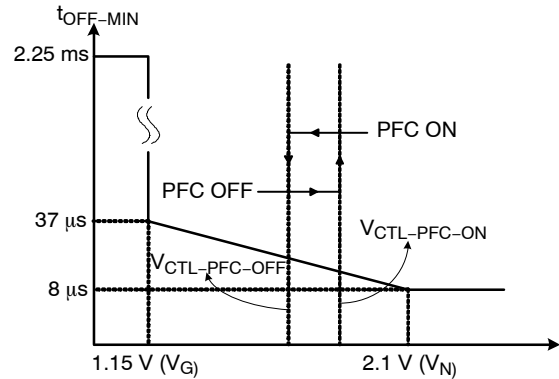 tOFF–MIN
2.25 ms
PFC ON
PFC OFF
37 μs
VCTL–PFC–ON
VCTL–PFC–OFF
8 μs
1.15 V (VG)
2.1 V (VN)